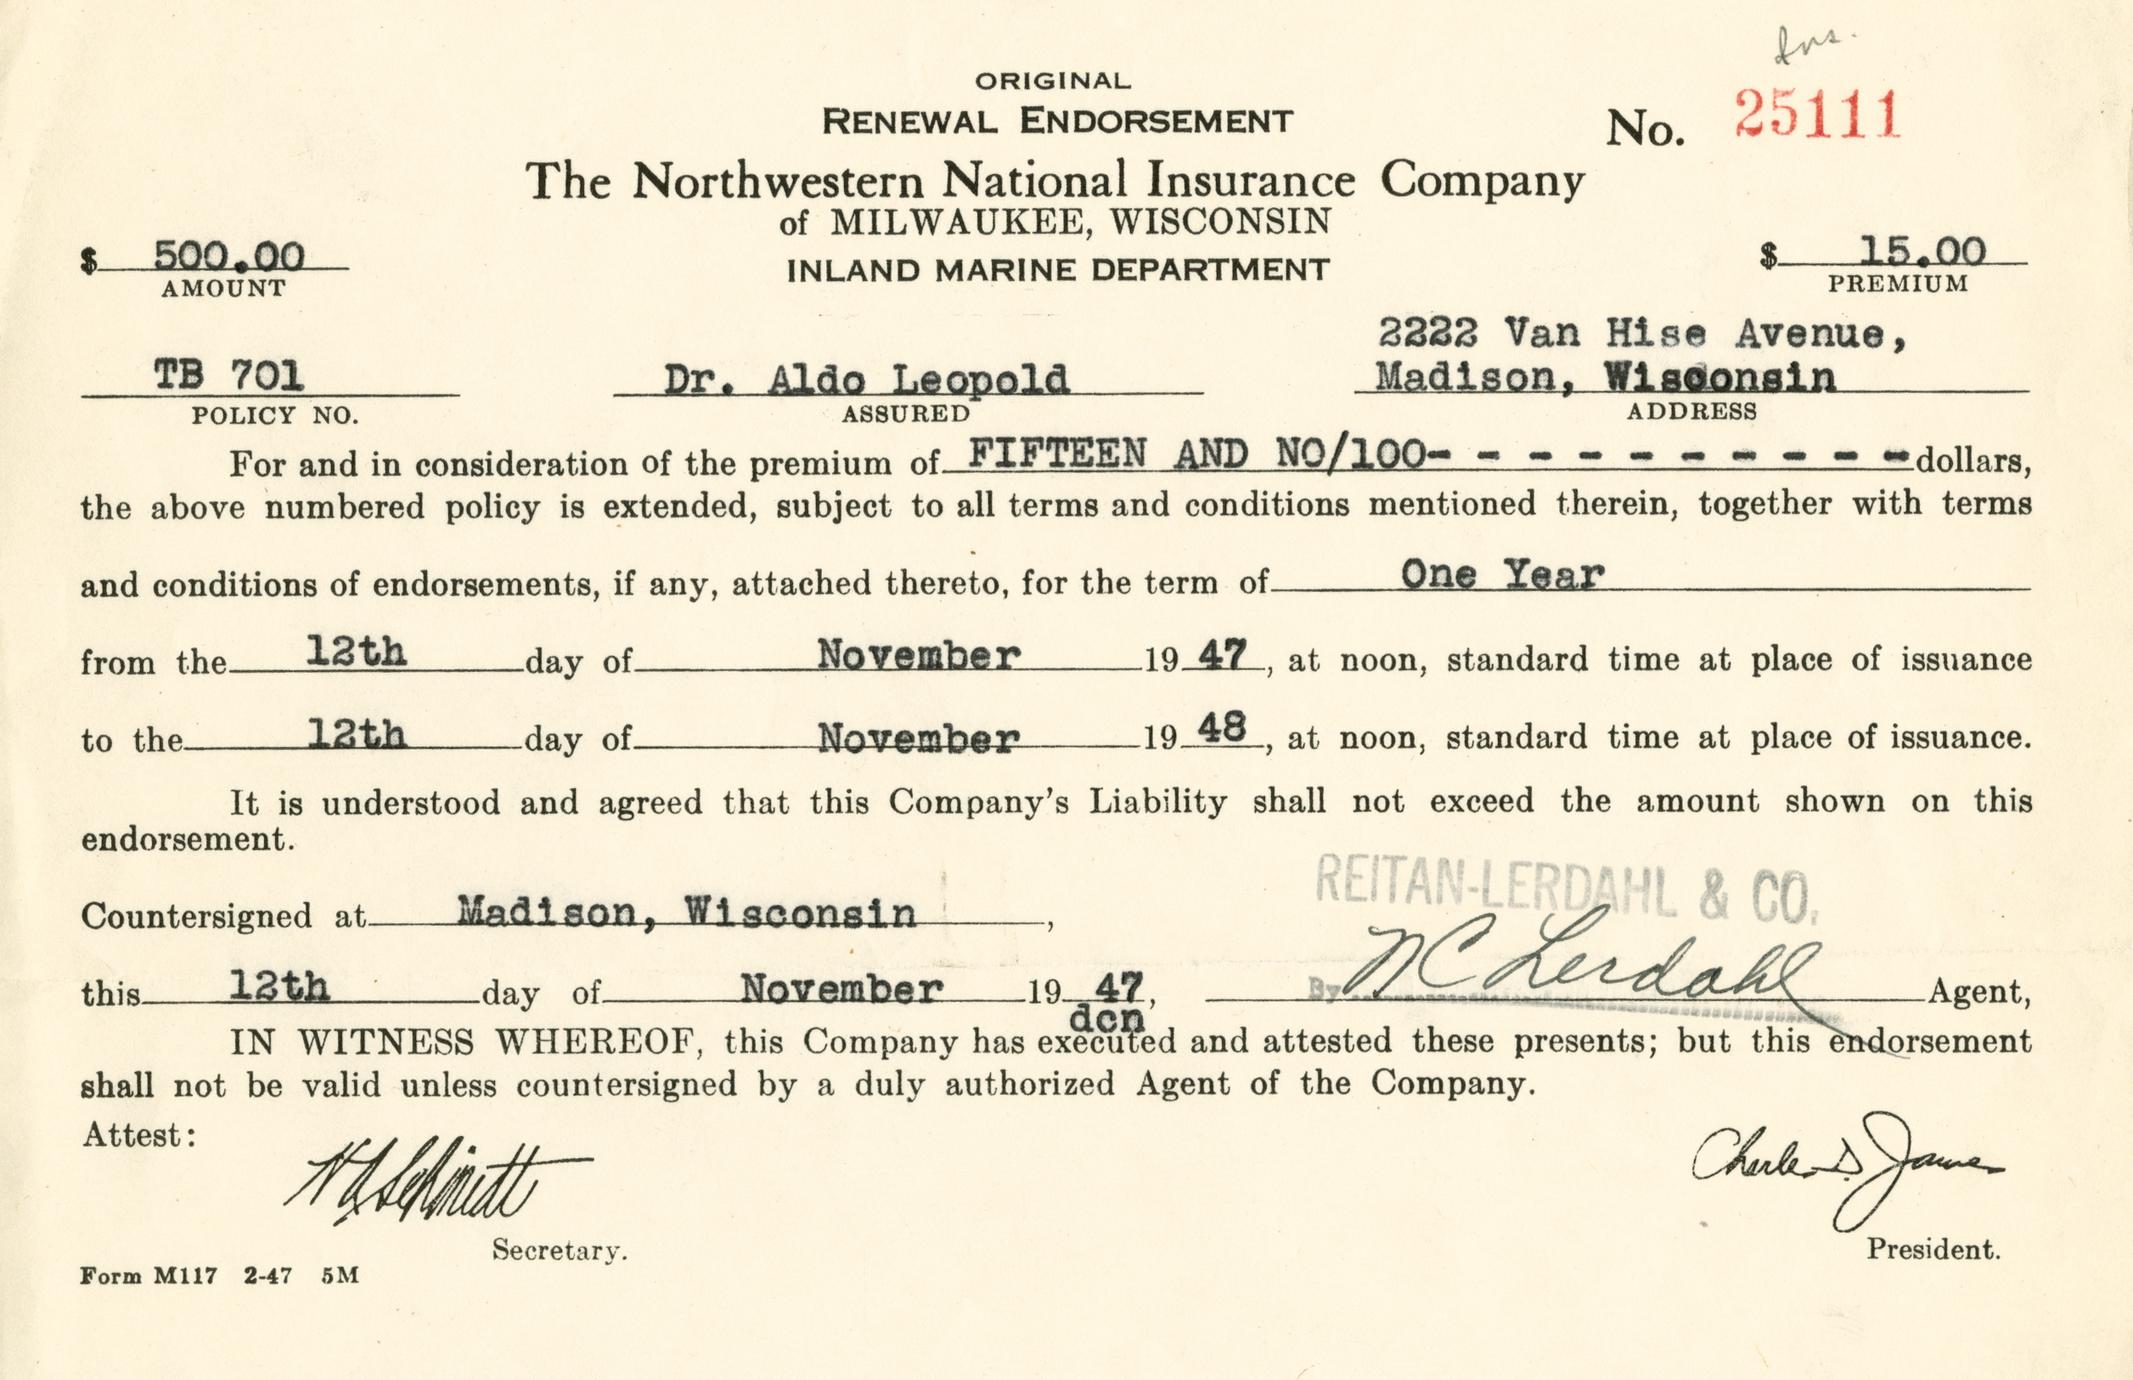 Ins.
ORIGINAL
RENEWAL ENDORSEMENT
No. 25111
The Northwestern National Insurance Company
of MILWAUKEE, WISCONSIN
$ 500.00
AMOUNT
INLAND MARINE DEPARTMENT
$ 15.00
PREMIUM
2222 Van Hise Avenue,
TB 701 Dr. Aldo Leopold Madison, Wisconsin
POLICY NO. ASSURED ADDRESS
For and in consideration of the premium of FIFTEEN AND NO/100- - - - - - - - - - dollars,
the above numbered policy is extended, subject to all terms and conditions mentioned therein, together with terms
and conditions of endorsements, if any, attached thereto, for the term of One Year
from the 12th day of November 19 47, at noon, standard time at place of issuance
to the 12th day of November 19 48, at noon, standard time at place of issuance.
It is understood and agreed that this Company's Liability shall not exceed the amount shown on this
endorsement.
REITAN-LERDAHL & CO.
Countersigned at Madison, Wisconsin,
this 12th day of November 19 47, By N C Lerdahl Agent,
dcn
IN WITNESS WHEREOF, this Company has executed and attested these presents; but this endorsement
shall not be valid unless countersigned by a duly authorized Agent of the Company.
Attest:
Schmitt
Charles D. James
Secretary.
President.
Form M117 2-47 5M